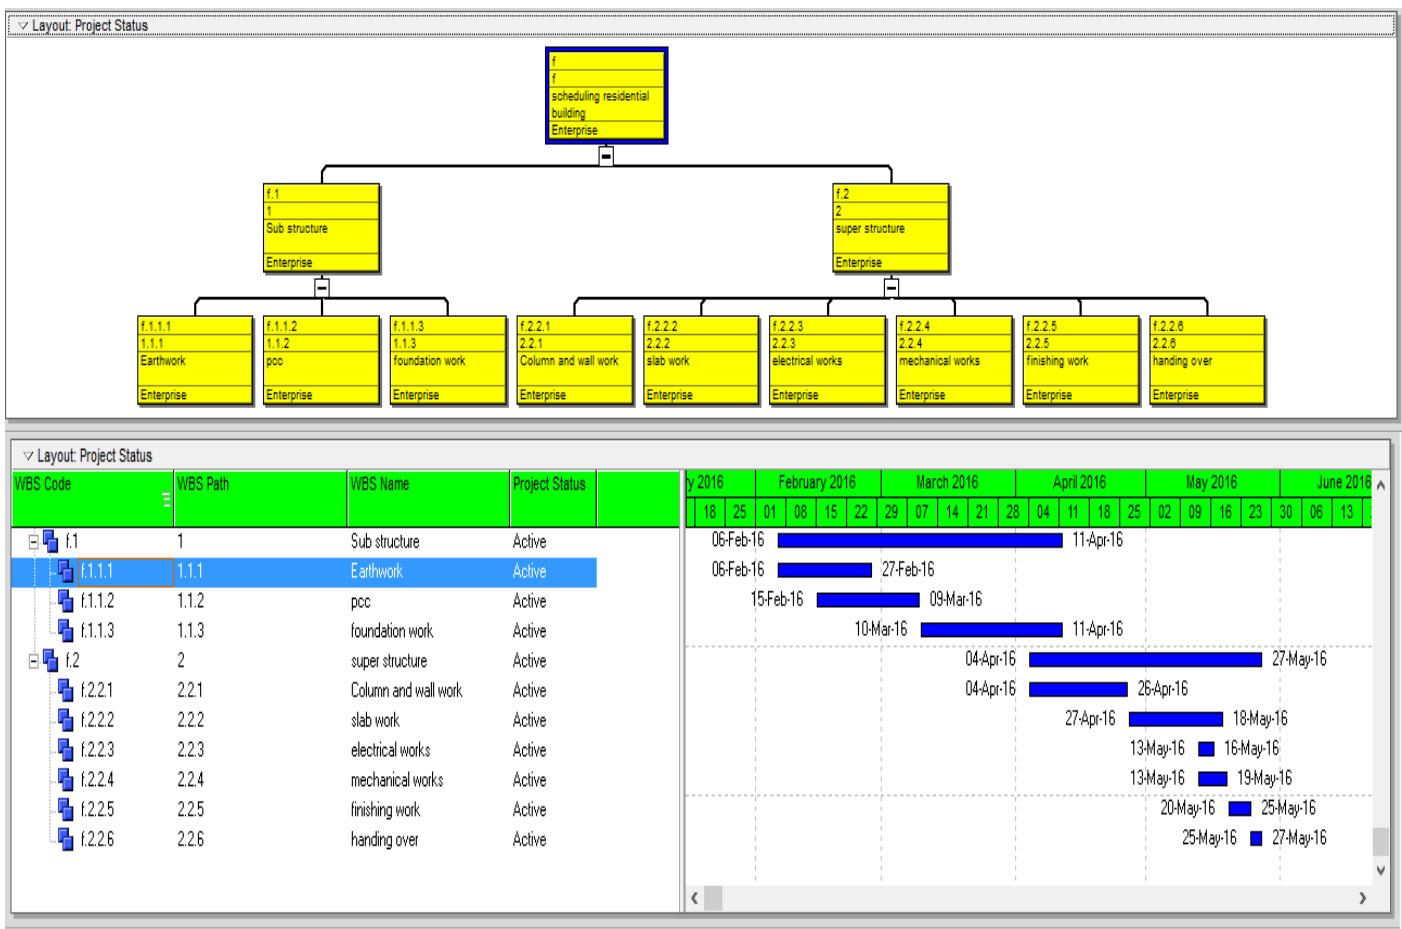 Layout: Project Status
f
f
scheduling residential
building
Enterprise
f.1
1
Sub structure
Enterprise
f.2
2
super structure
Enterprise
f.1.1.1
1.1.1
Earthwork
Enterprise
f.1.1.2
1.1.2
pcc
Enterprise
f.1.1.3
1.1.3
foundation work
Enterprise
f.2.2.1
2.2.1
Column and wall work
Enterprise
f.2.2.2
2.2.2
slab work
Enterprise
f.2.2.3
2.2.3
electrical works
Enterprise
f.2.2.4
2.2.4
mechanical works
Enterprise
f.2.2.5
2.2.5
finishing work
Enterprise
f.2.2.6
2.2.6
handing over
Enterprise
Layout: Project Status
WBS Code WBS Path WBS Name Project Status y 2016 February 2016 March 2016 April 2016 May 2016 June 2016
18 25 01 08 15 22 29 07 14 21 28 04 11 18 25 02 09 16 23 30 06 13
f.1 1 Sub structure Active 06-Feb-16 11-Apr-16
f.1.1.1 1.1.1 Earthwork Active 06-Feb-16 27-Feb-16
f.1.1.2 1.1.2 pcc Active 15-Feb-16 09-Mar-16
f.1.1.3 1.1.3 foundation work Active 10-Mar-16 11-Apr-16
f.2 2 super structure Active 04-Apr-16 27-May-16
f.2.2.1 2.2.1 Column and wall work Active 04-Apr-16 26-Apr-16
f.2.2.2 2.2.2 slab work Active 27-Apr-16 18-May-16
f.2.2.3 2.2.3 electrical works Active 13-May-16 16-May-16
f.2.2.4 2.2.4 mechanical works Active 13-May-16 19-May-16
f.2.2.5 2.2.5 finishing work Active 20-May-16 25-May-16
f.2.2.6 2.2.6 handing over Active 25-May-16 27-May-16